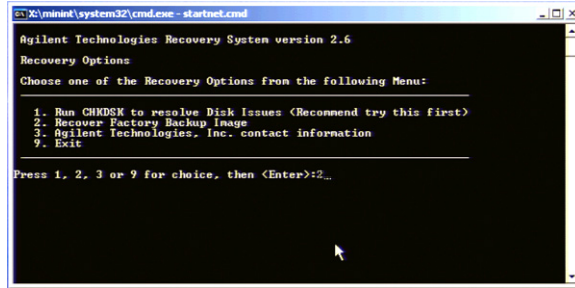 X:\minint\system32\cmd.exe - startnet.cmd
Agilent Technologies Recovery System version 2.6
Recovery Options
Choose one of the Recovery Options from the following Menu:
1. Run CHKDSK to resolve Disk Issues (Recommend try this first)
2. Recover Factory Backup Image
3. Agilent Technologies, Inc. contact information
9. Exit
Press 1, 2, 3 or 9 for choice, then <Enter>:2_